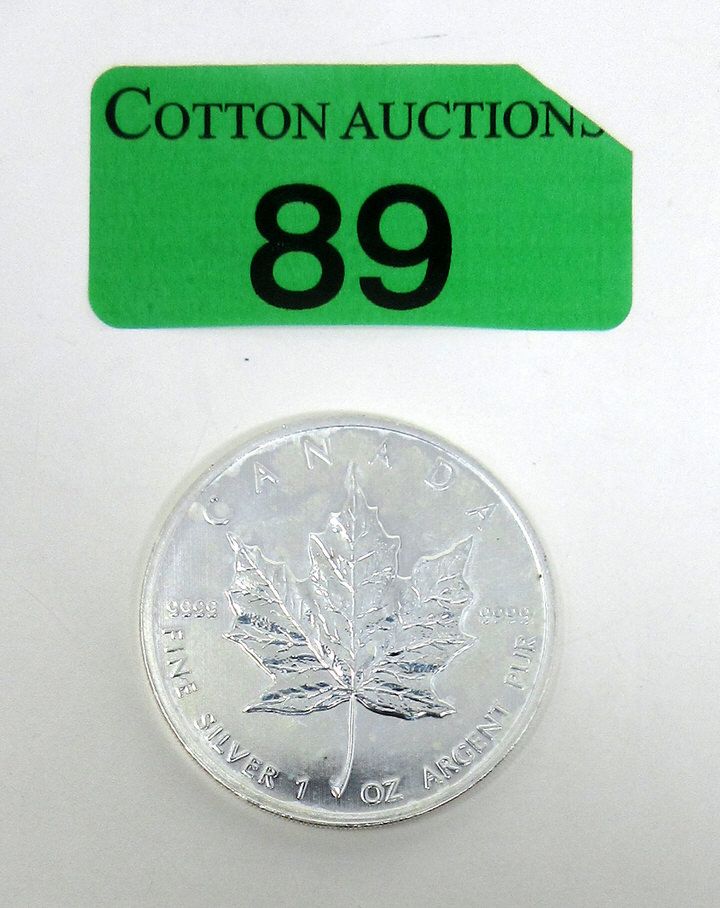 COTTON AUCTIONS
89
CANADA
9999 9999
FINE SILVER 1 OZ ARGENT PUR